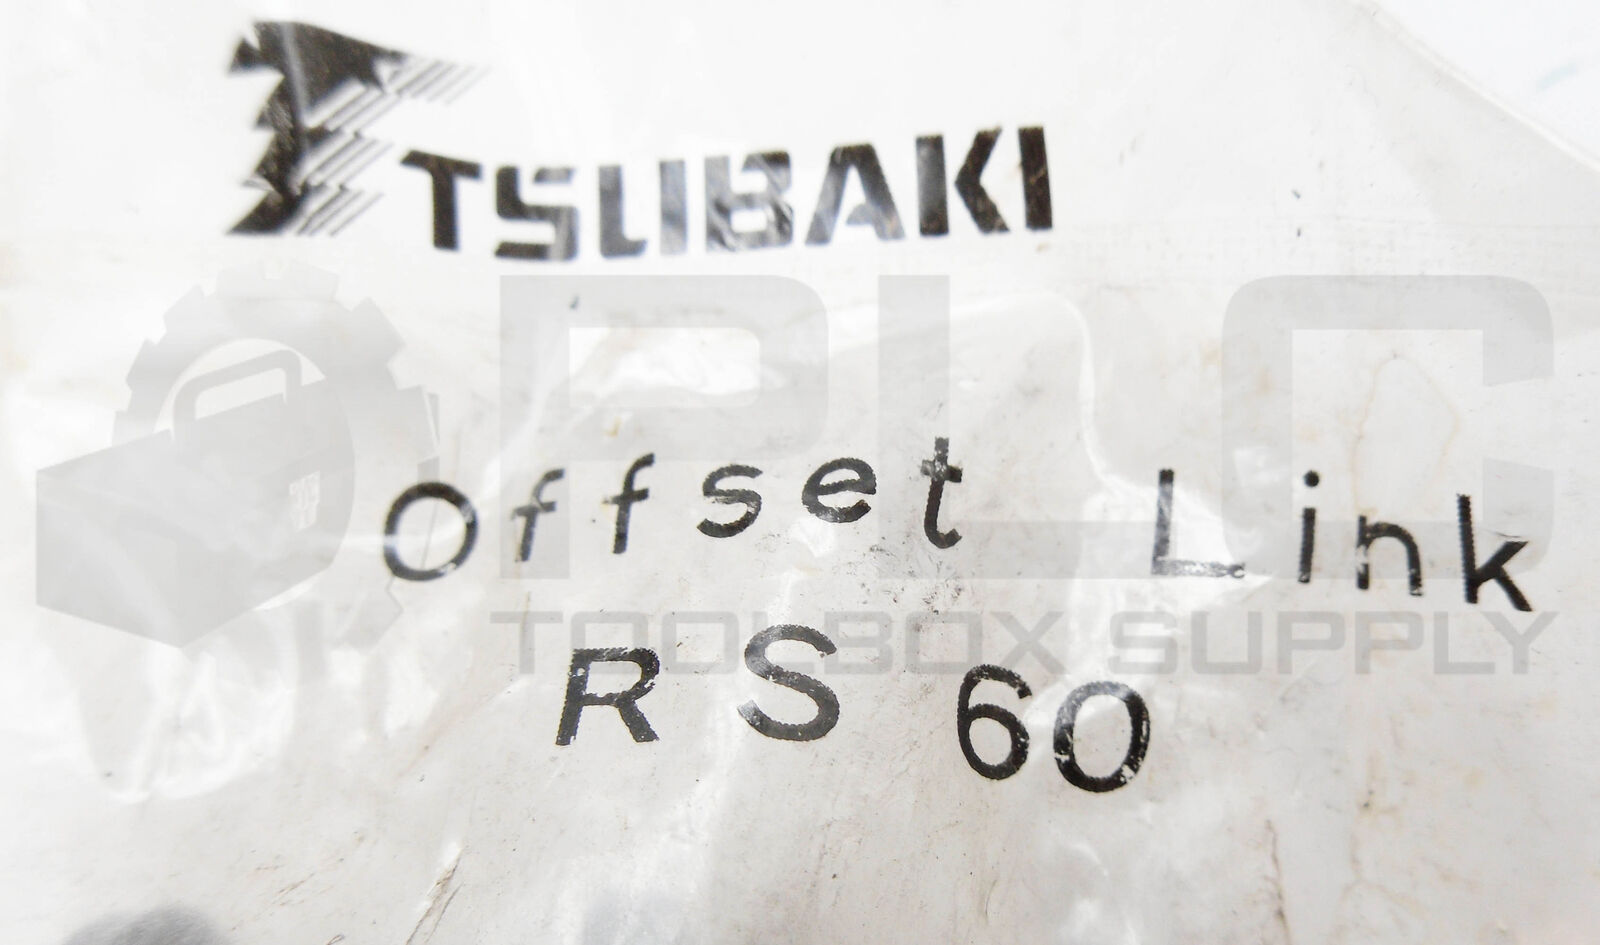 TSUBAKI
PLC
Offset Link
TOOLBOX SUPPLY
RS 60